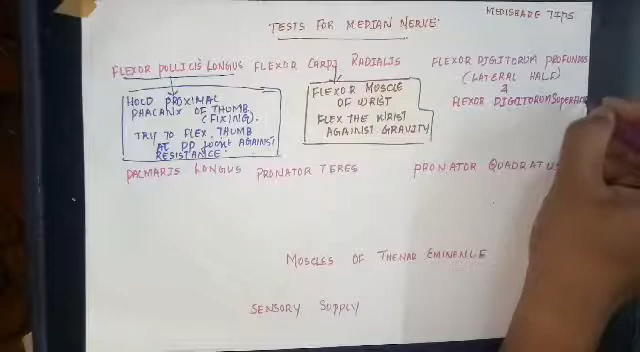 MEDISBAGE TIPS
TESTS FOR MEDIAN NERVE
FLEXOR POLLICIS LONGUS
HOLD PROXIMAL
PHALANX OF THUMB
(FIXING).
TRY TO FLEX THUMB
AT DP JOINT AGAINST
RESISTANCE
FLEXOR CARPI RADIALIS
FLEXOR MUSCLE
OF WRIST
FLEX THE WRIST
AGAINST GRAVITY
FLEXOR DIGITORUM PROFUNDUS
(LATERAL HALF)
&
FLEXOR DIGITORUM
PALMARIS LONGUS
PRONATOR TERES
PRONATOR QUADRATUS
MUSCLES OF THENAR EMINENCE
SENSORY SUPPLY